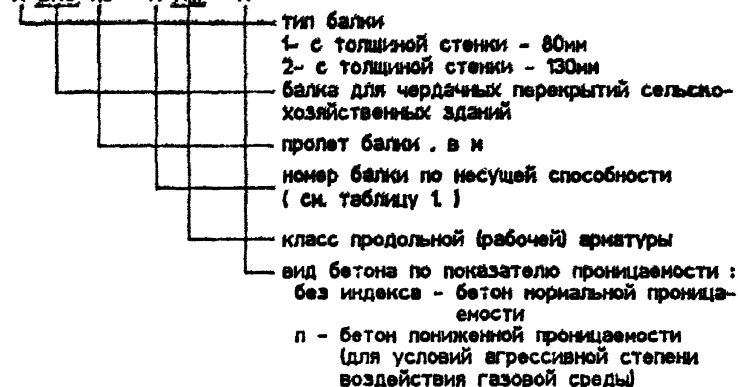 тип балки
1- с толщиной стенки - 80мм
2- с толщиной стенки - 130мм
балка для чердачных перекрытий сельско-
хозяйственных зданий
пролет балки , в м
номер балки по несущей способности
( см. таблицу 1. )
класс продольной (рабочей) арматуры
вид бетона по показателю проницаемости :
без индекса - бетон нормальной проница-
емости
п - бетон пониженной проницаемости
(для условий агрессивной степени
воздействия газовой среды)